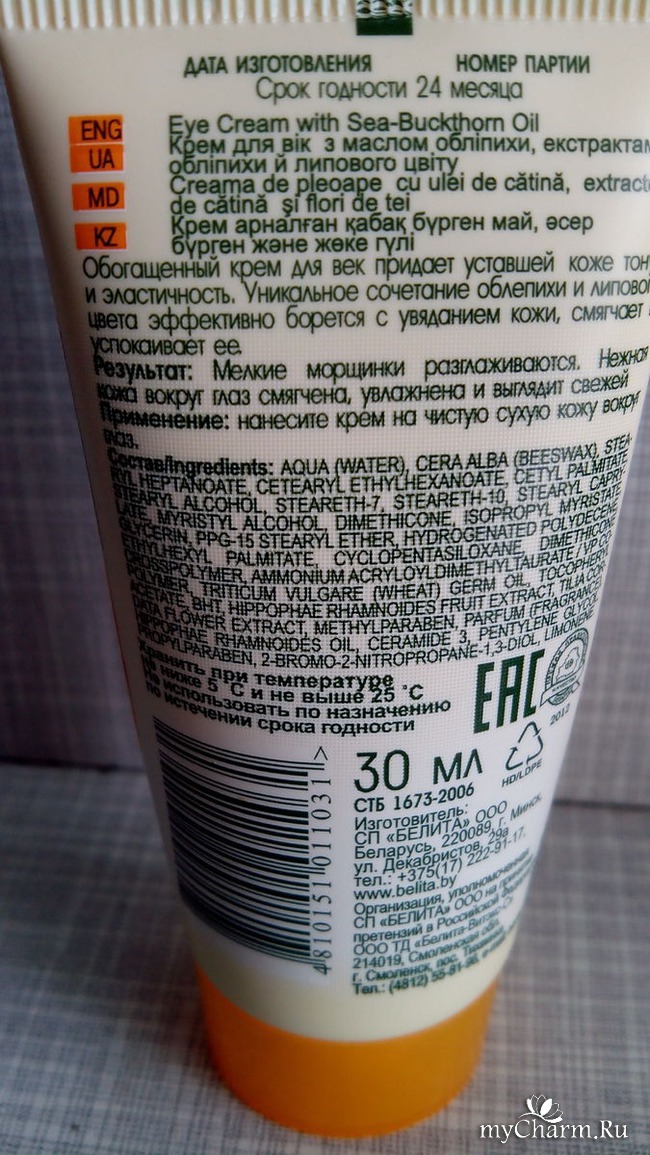 ДАТА ИЗГОТОВЛЕНИЯ НОМЕР ПАРТИИ
Срок годности 24 месяца
ENG Eye Cream with Sea-Buckthorn Oil
UA Крем для вік з маслом обліпихи, екстрактам
обліпихи й липового цвіту
MD Creama de pleoape cu ulei de cătină, extracte
de cătină şi flori de tei
KZ Крем арналған қабақ бүрген май, әсер
бүрген және жөке гүлі
Обогащенный крем для век придает уставшей коже тону
и эластичность. Уникальное сочетание облепихи и липовог
цвета эффективно борется с увяданием кожи, смягчает
успокаивает ее.
Результат: Мелкие морщинки разглаживаются. Нежная
кожа вокруг глаз смягчена, увлажнена и выглядит свежей
Применение: нанесите крем на чистую сухую кожу вокруг
глаз.
Состав/Ingredients: AQUA (WATER), CERA ALBA (BEESWAX), STEA-
RYL HEPTANOATE, CETEARYL ETHYLHEXANOATE, CETYL PALMITATE,
STEARYL ALCOHOL, STEARETH-7, STEARETH-10, STEARYL CAPRY-
LATE, MYRISTYL ALCOHOL, DIMETHICONE, ISOPROPYL MYRISTATE,
GLYCERIN, PPG-15 STEARYL ETHER, HYDROGENATED POLYDECENE,
ETHYLHEXYL PALMITATE, CYCLOPENTASILOXANE, DIMETHICONE
CROSSPOLYMER, AMMONIUM ACRYLOYLDIMETHYLTAURATE / VP CO-
POLYMER, TRITICUM VULGARE (WHEAT) GERM OIL, TOCOPHERYL
ACETATE, BHT, HIPPOPHAE RHAMNOIDES FRUIT EXTRACT, TILIA COR-
DATA FLOWER EXTRACT, METHYLPARABEN, PARFUM (FRAGRANCE
HIPPOPHAE RHAMNOIDES OIL, CERAMIDE 3, PENTYLENE GLYCOL
PROPYLPARABEN, 2-BROMO-2-NITROPROPANE-1,3-DIOL, LIMONENE
Хранить при температуре
не ниже 5 °C и не выше 25 °C
Не использовать по назначению
по истечении срока годности
EAC
2012
HD/LDPE
30 МЛ
СТБ 1673-2006
4 810151 011031 >
Изготовитель:
СП «БЕЛИТА» ООО
Беларусь, 220089, г. Минск,
ул. Декабристов, 29а
тел.: +375(17) 222-91-17.
www.belita.by
Организация, уполномоченная
СП «БЕЛИТА» ООО на
претензий в Российской
ООО ТД «Белита-Витэкс»
214019, Смоленская обл.
г. Смоленск, пос.
Тел.: (4812) 55-81-96,
myCharm.Ru